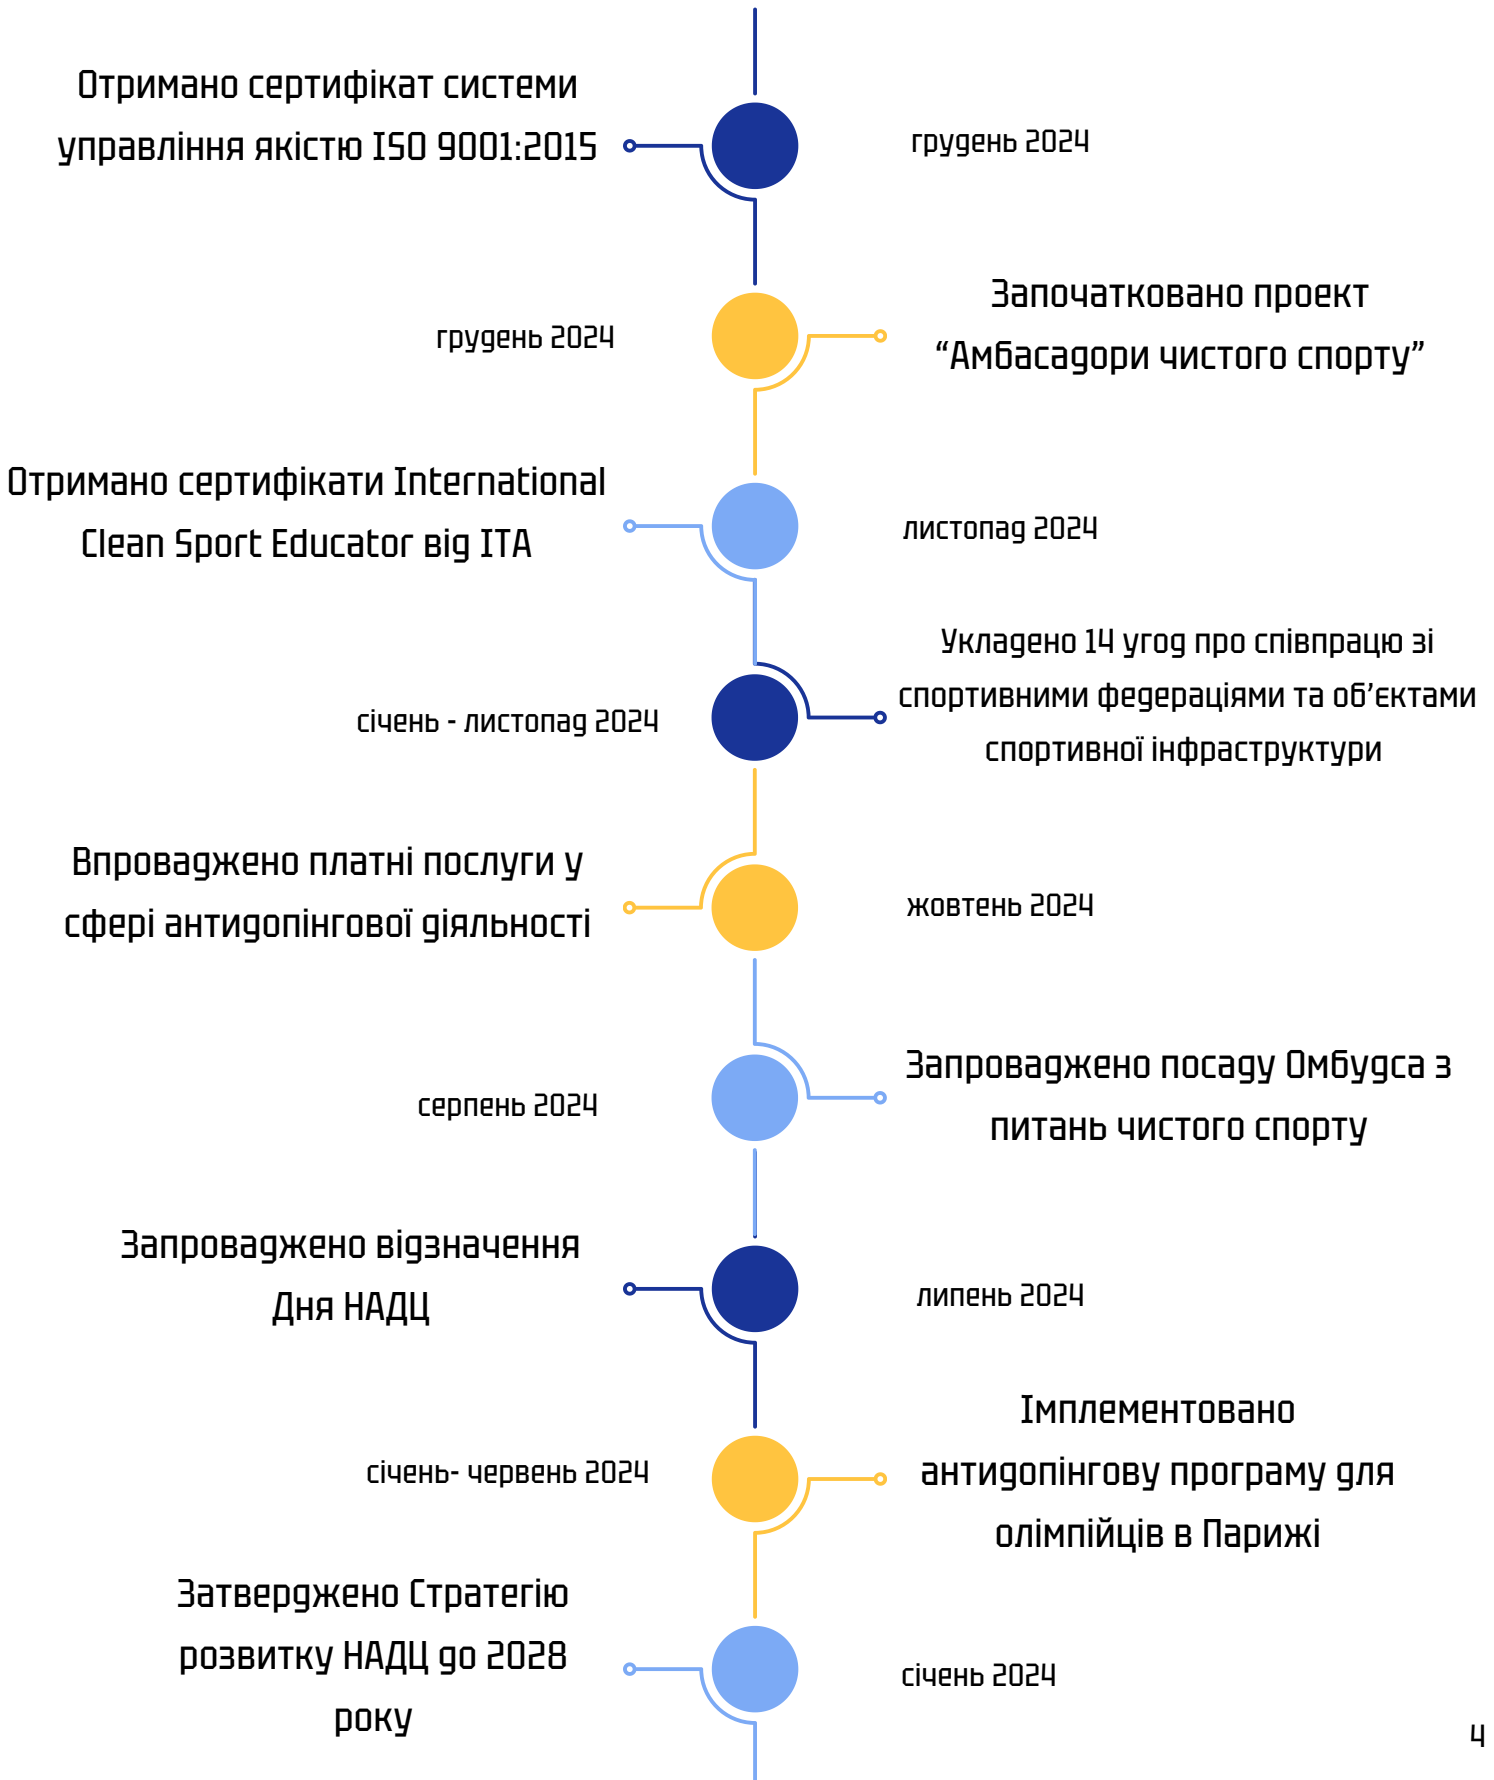 Отримано сертифікат системи
управління якістю ISO 9001:2015
грудень 2024
Започатковано проект
“Амбасадори чистого спорту”
грудень 2024
Отримано сертифікати International
Clean Sport Educator від ITA
листопад 2024
Укладено 14 угод про співпрацю зі
спортивними федераціями та об’єктами
спортивної інфраструктури
січень - листопад 2024
Впроваджено платні послуги у
сфері антидопінгової діяльності
жовтень 2024
Запроваджено посаду Омбудса з
питань чистого спорту
серпень 2024
Запроваджено відзначення
Дня НАДЦ
липень 2024
Імплементовано
антидопінгову програму для
олімпійців в Парижі
січень- червень 2024
Затверджено Стратегію
розвитку НАДЦ до 2028
року
січень 2024
4